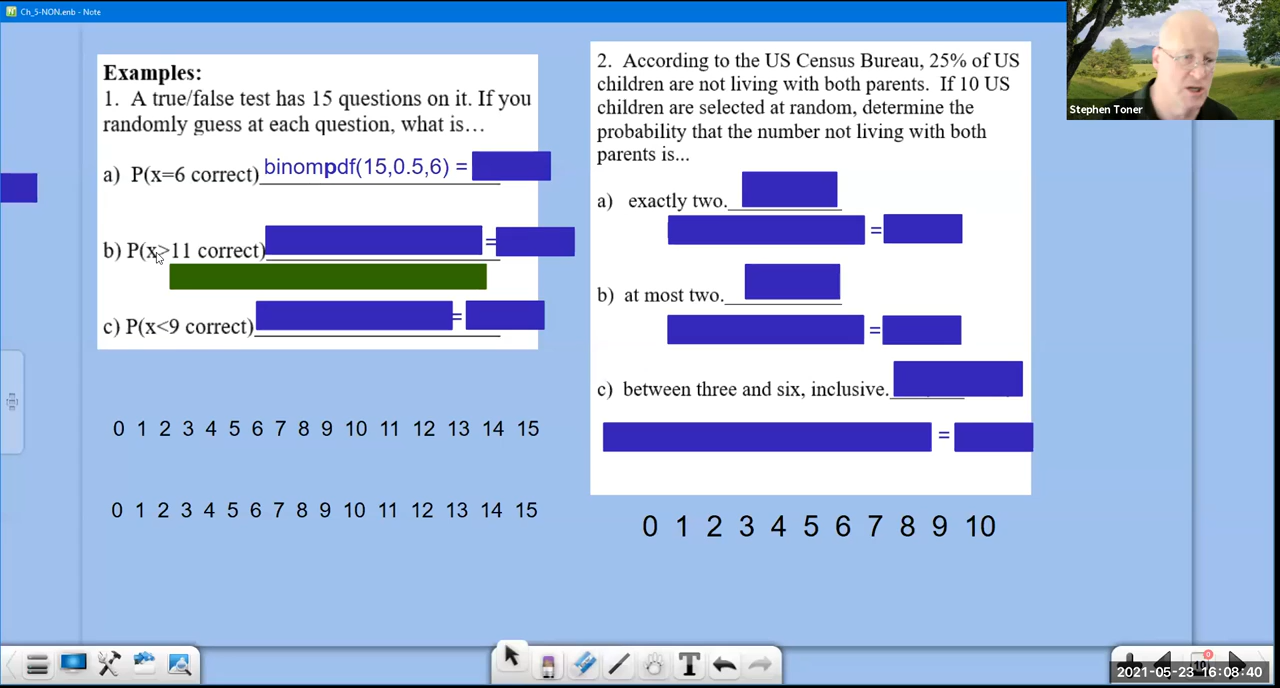 Ch_5-NON.enb - Note
Examples:
1. A true/false test has 15 questions on it. If you
randomly guess at each question, what is…
a) P(x=6 correct) binompdf(15,0.5,6) =
b) P(x>11 correct) =
c) P(x<9 correct) =
0 1 2 3 4 5 6 7 8 9 10 11 12 13 14 15
0 1 2 3 4 5 6 7 8 9 10 11 12 13 14 15
2. According to the US Census Bureau, 25% of US
children are not living with both parents. If 10 US
children are selected at random, determine the
probability that the number not living with both
parents is...
a) exactly two.
=
b) at most two.
=
c) between three and six, inclusive.
=
0 1 2 3 4 5 6 7 8 9 10
Stephen Toner
T
2021-05-23 16:08:40